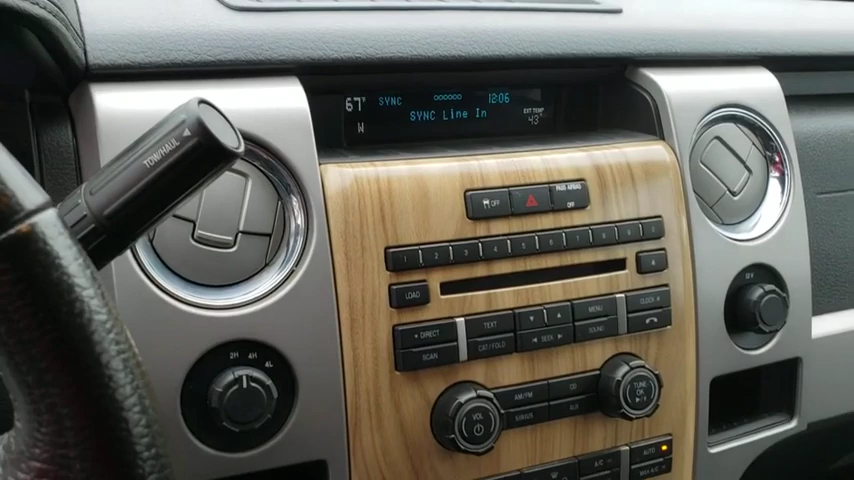 67° SYNC 12:06
SYNC Line In
W
EXT TEMP
43°
TOW/HAUL
OFF
PASS AIRBAG
OFF
1 2 3 4 5 6 7 8 9 0
LOAD
DIRECT
TEXT
MENU
CLOCK
SCAN
CAT/FOLD
SEEK
SOUND
2H 4H 4L
VOL
AM/FM
CD
SIRIUS
AUX
TUNE
OK
A/C
AUTO
MAX A/C